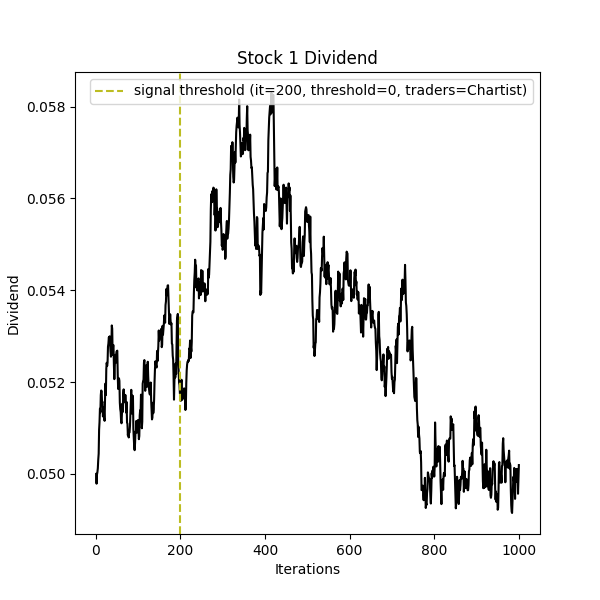 Stock 1 Dividend
signal threshold (it=200, threshold=0, traders=Chartist)
0.058
0.056
0.054
0.052
0.050
Dividend
0 200 400 600 800 1000
Iterations